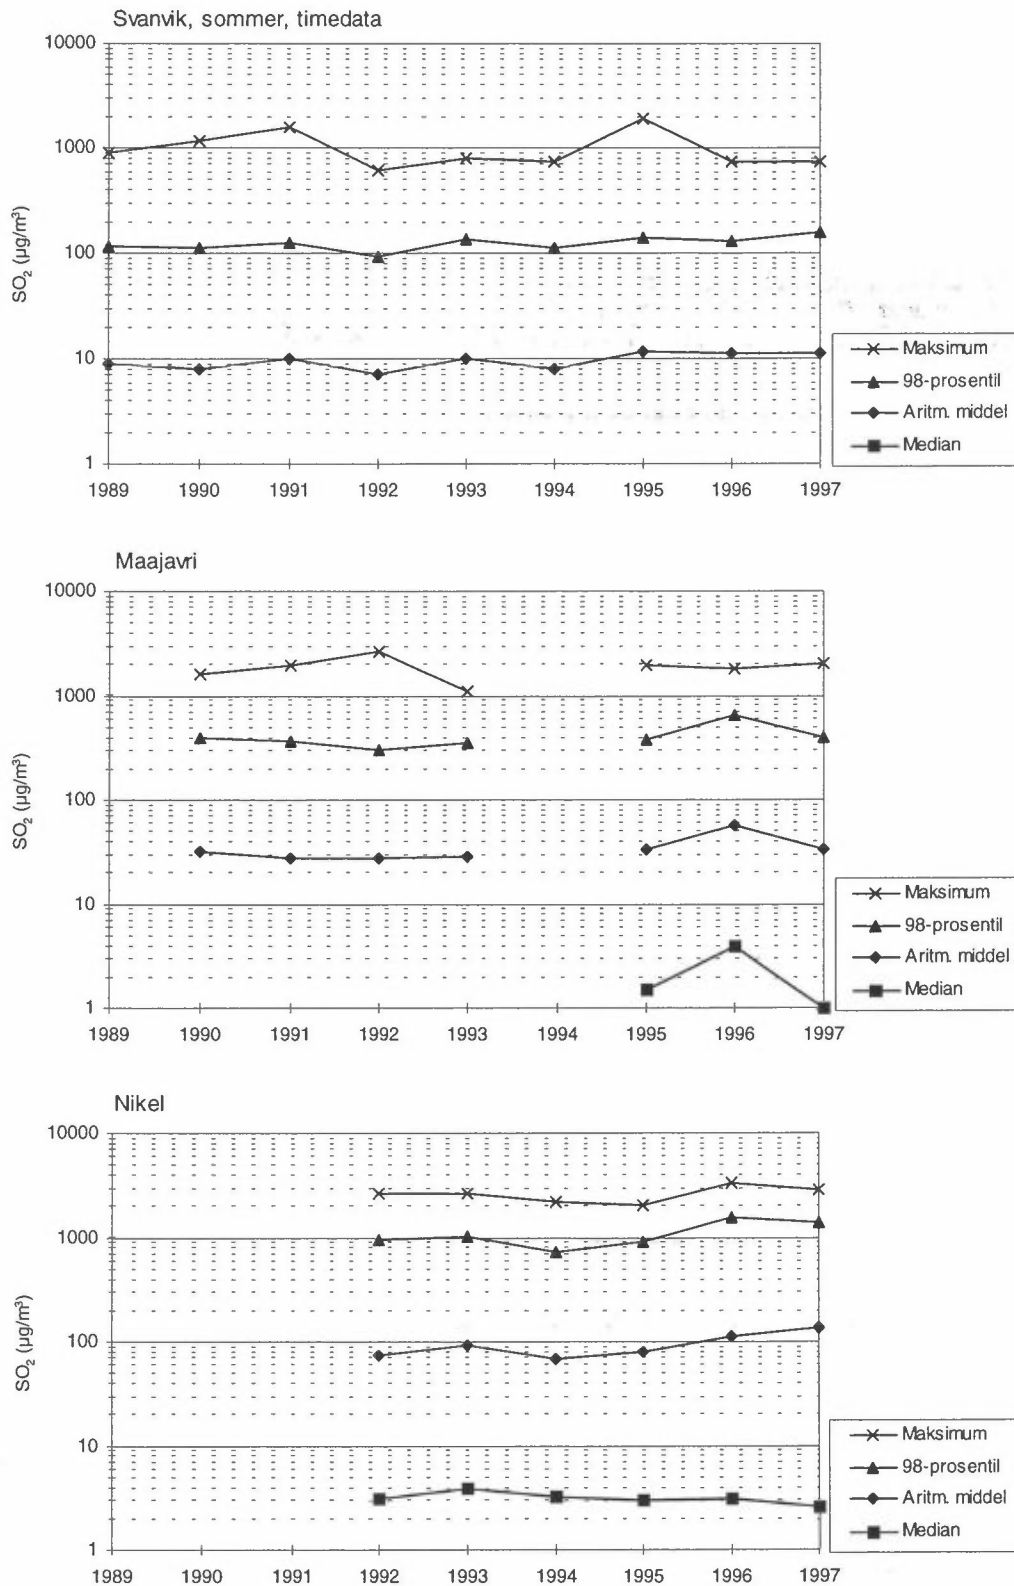 Svanvik, sommer, timedata
10000
1000
100
10
1
SO₂ (µg/m³)
1989 1990 1991 1992 1993 1994 1995 1996 1997
Maksimum
98-prosentil
Aritm. middel
Median
Maajavri
10000
1000
100
10
1
SO₂ (µg/m³)
1989 1990 1991 1992 1993 1994 1995 1996 1997
Maksimum
98-prosentil
Aritm. middel
Median
Nikel
10000
1000
100
10
1
SO₂ (µg/m³)
1989 1990 1991 1992 1993 1994 1995 1996 1997
Maksimum
98-prosentil
Aritm. middel
Median